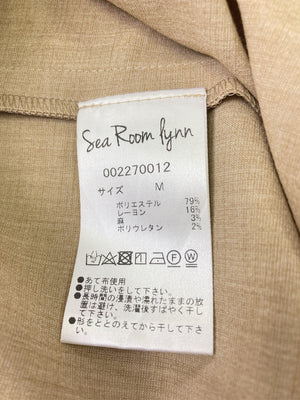 Sea Room lynn
002270012
サイズ M
ポリエステル 79%
レーヨン 16%
麻 3%
ポリウレタン 2%
●あて布使用
●押し洗いをして下さい。
●長時間の浸漬や濡れたままの放
置は避け、洗濯後すばやく干し
て下さい。
●形をととのえてから干して下さい。